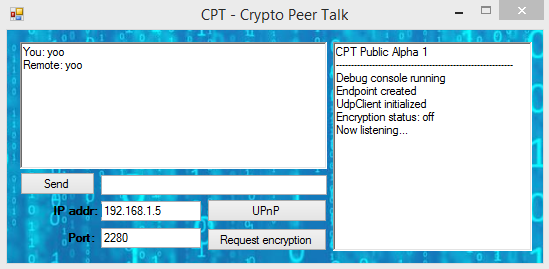 CPT - Crypto Peer Talk
You: yoo
Remote: yoo
Send
IP addr: 192.168.1.5
UPnP
Port: 2280
Request encryption
CPT Public Alpha 1
------------------------------------------------------------
Debug console running
Endpoint created
UdpClient initialized
Encryption status: off
Now listening...